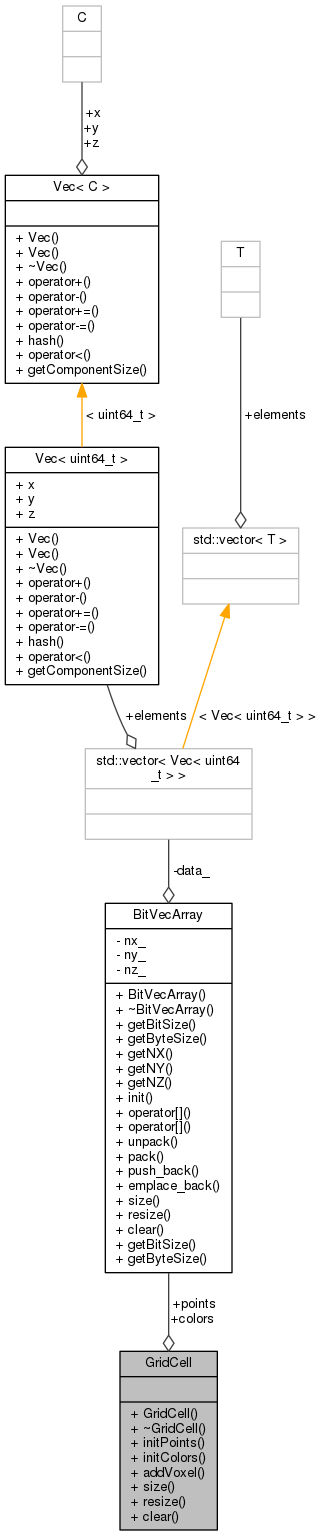 C
+x
+y
+z
Vec< C >
+ Vec()
+ Vec()
+ ~Vec()
+ operator+()
+ operator-()
+ operator+=()
+ operator-=()
+ hash()
+ operator<()
+ getComponentSize()
T
+elements
< uint64_t >
Vec< uint64_t >
+ x
+ y
+ z
+ Vec()
+ Vec()
+ ~Vec()
+ operator+()
+ operator-()
+ operator+=()
+ operator-=()
+ hash()
+ operator<()
+ getComponentSize()
std::vector< T >
+elements
< Vec< uint64_t > >
std::vector< Vec< uint64
_t > >
-data_
BitVecArray
- nx_
- ny_
- nz_
+ BitVecArray()
+ ~BitVecArray()
+ getBitSize()
+ getByteSize()
+ getNX()
+ getNY()
+ getNZ()
+ init()
+ operator[]()
+ operator[]()
+ unpack()
+ pack()
+ push_back()
+ emplace_back()
+ size()
+ resize()
+ clear()
+ getBitSize()
+ getByteSize()
+points
+colors
GridCell
+ GridCell()
+ ~GridCell()
+ initPoints()
+ initColors()
+ addVoxel()
+ size()
+ resize()
+ clear()